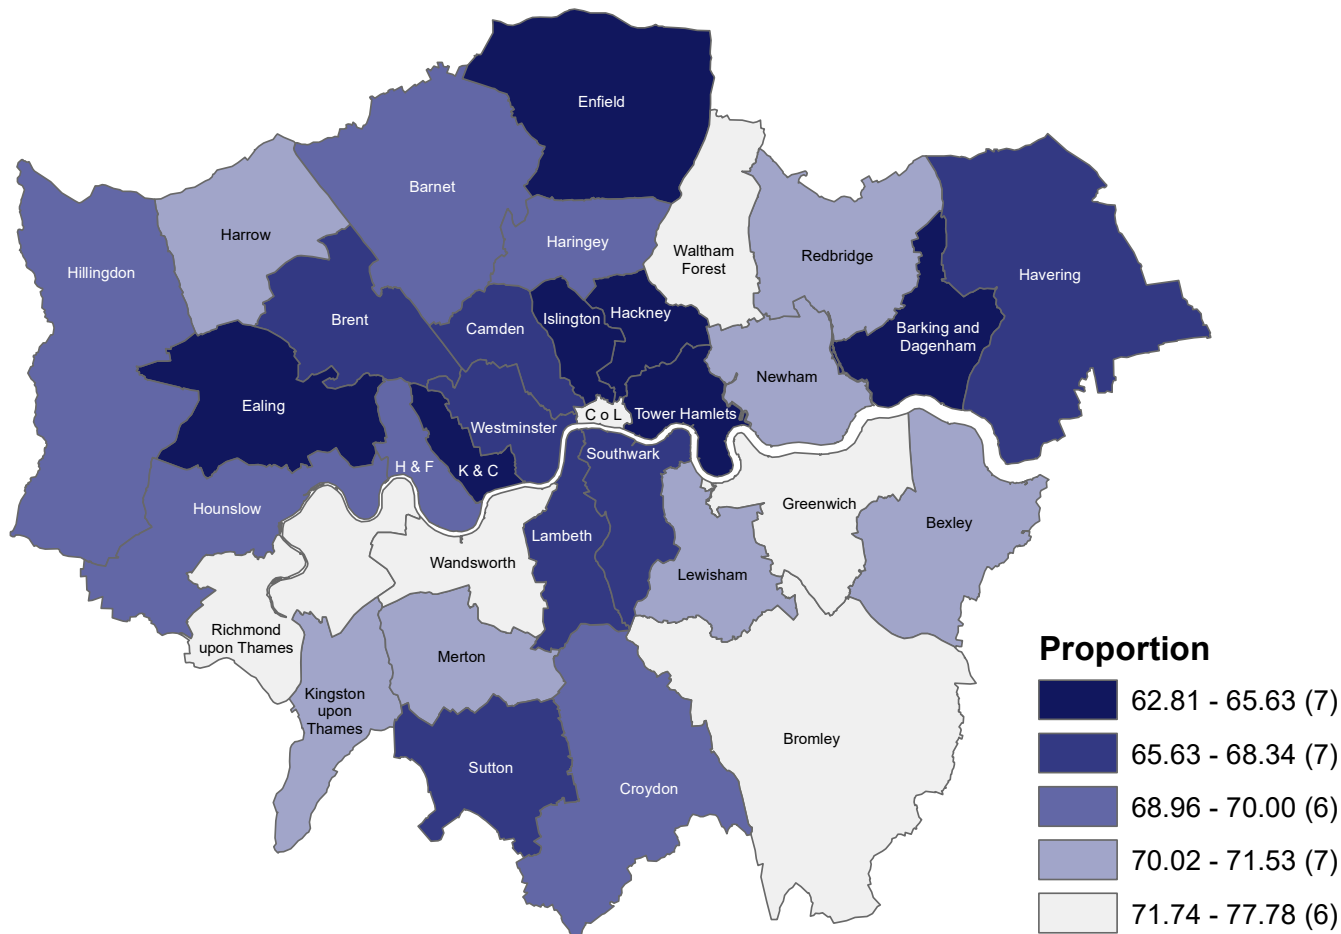 Enfield
Barnet
Harrow
Haringey
Waltham
Forest
Redbridge
Hillingdon
Havering
Brent
Camden
Islington
Hackney
Barking and
Dagenham
Newham
Ealing
Westminster
C o L
Tower Hamlets
H & F
K & C
Southwark
Hounslow
Greenwich
Bexley
Lambeth
Wandsworth
Lewisham
Richmond
upon Thames
Merton
Kingston
upon
Thames
Bromley
Sutton
Croydon
Proportion
62.81 - 65.63 (7)
65.63 - 68.34 (7)
68.96 - 70.00 (6)
70.02 - 71.53 (7)
71.74 - 77.78 (6)